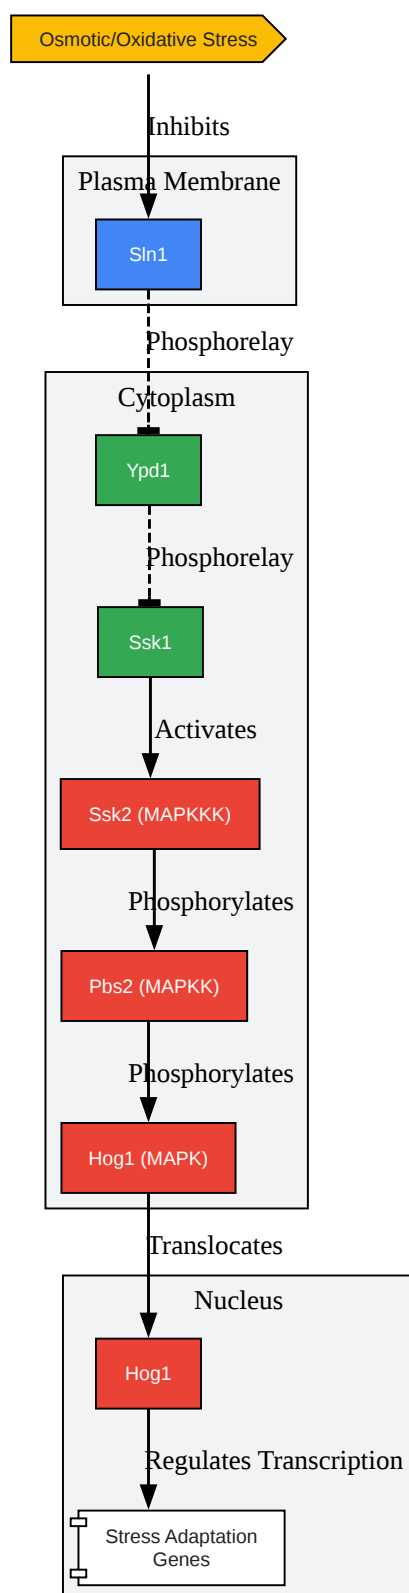 Osmotic/Oxidative Stress
Inhibits
Plasma Membrane
Sln1
Phosphorelay
Cytoplasm
Ypd1
Phosphorelay
Ssk1
Activates
Ssk2 (MAPKKK)
Phosphorylates
Pbs2 (MAPKK)
Phosphorylates
Hog1 (MAPK)
Translocates
Nucleus
Hog1
Regulates Transcription
Stress Adaptation
Genes